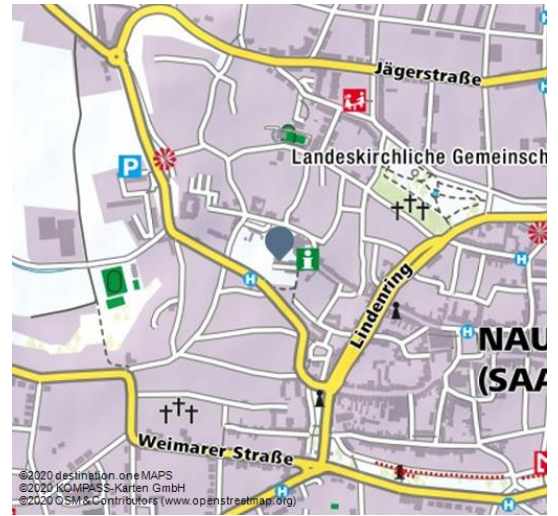 H
Jägerstraße
Landeskirchliche Gemeinsch
P
i
H
H
Lindenring
H
H
NAU
(SAA
Weimarer Straße
N
H
©2020 destination.one MAPS
©2020 KOMPASS-Karten GmbH
©2020 OSM & Contributors (www.openstreetmap.org)